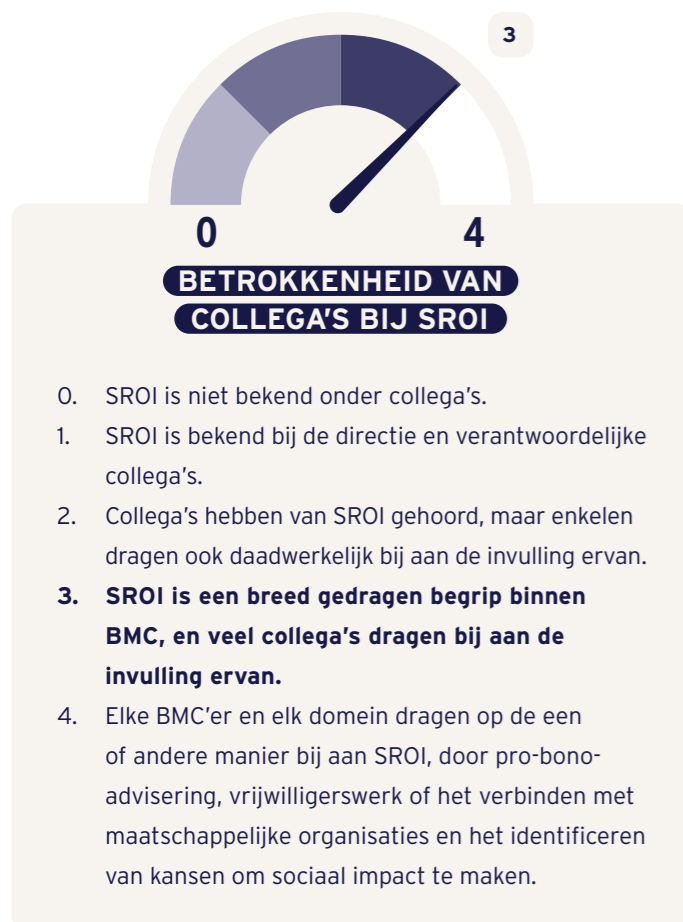 3
0 4
BETROKKENHEID VAN
COLLEGA'S BIJ SROI
0. SROI is niet bekend onder collega's.
1. SROI is bekend bij de directie en verantwoordelijke
collega's.
2. Collega's hebben van SROI gehoord, maar enkelen
dragen ook daadwerkelijk bij aan de invulling ervan.
3. SROI is een breed gedragen begrip binnen
BMC, en veel collega's dragen bij aan de
invulling ervan.
4. Elke BMC'er en elk domein dragen op de een
of andere manier bij aan SROI, door pro-bono-
advisering, vrijwilligerswerk of het verbinden met
maatschappelijke organisaties en het identificeren
van kansen om sociaal impact te maken.